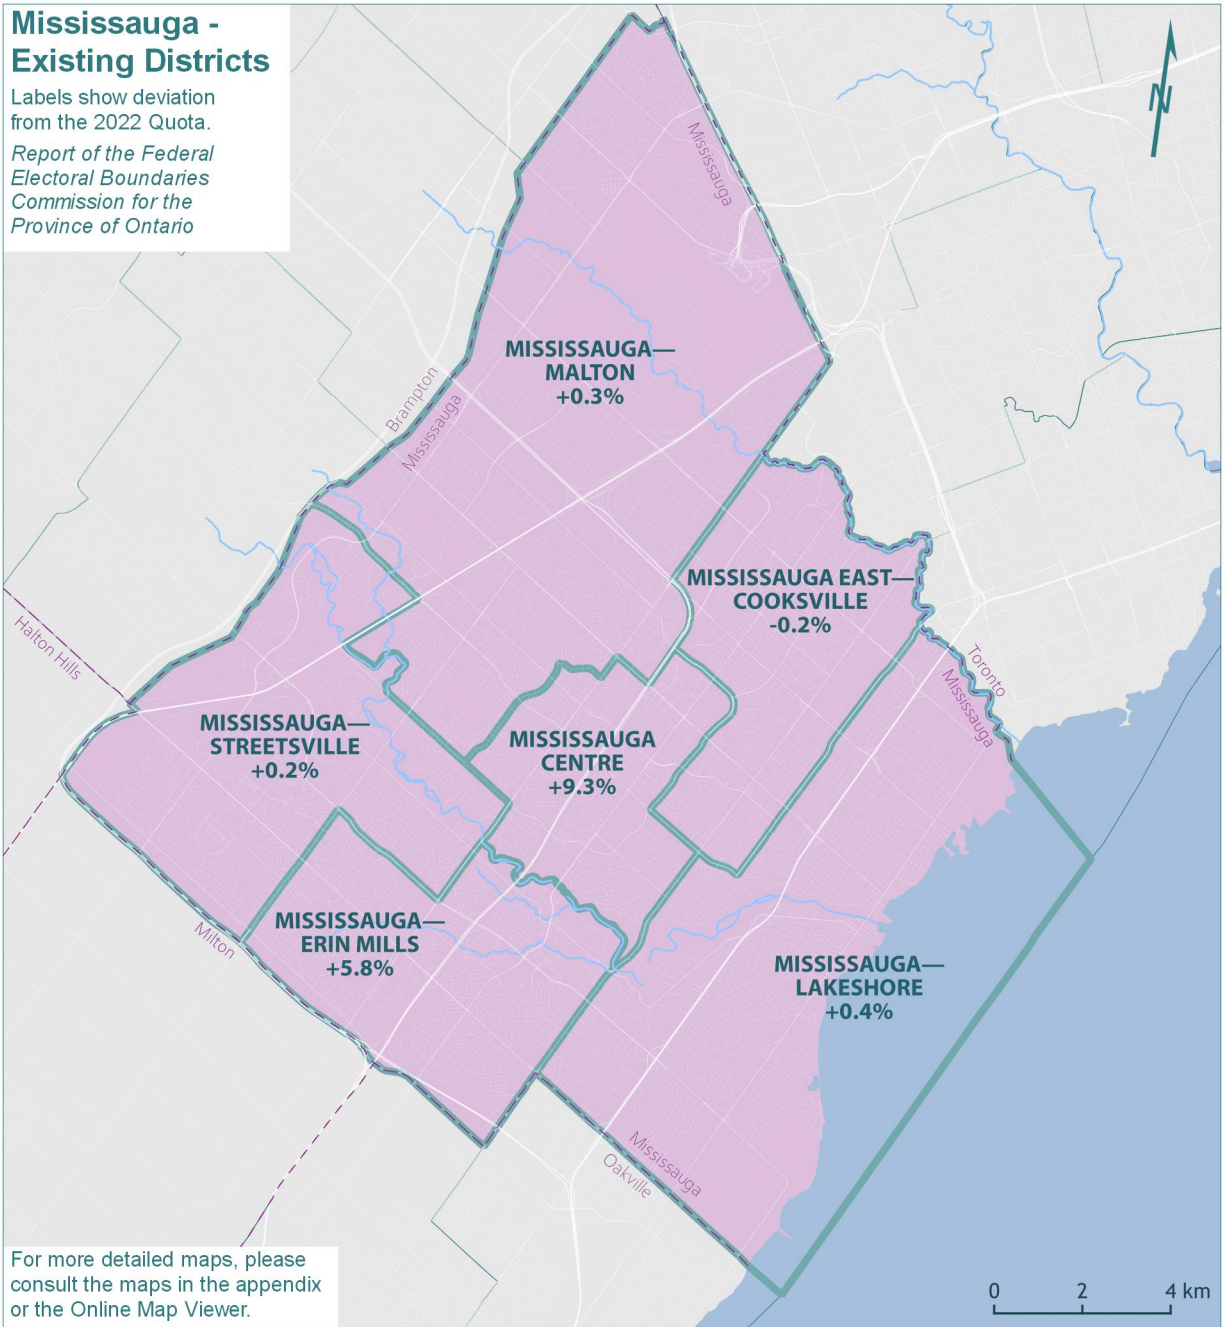 Mississauga -
Existing Districts
Labels show deviation
from the 2022 Quota.
Report of the Federal
Electoral Boundaries
Commission for the
Province of Ontario
N
Mississauga
MISSISSAUGA—
MALTON
+0.3%
Brampton
Mississauga
MISSISSAUGA EAST—
COOKSVILLE
-0.2%
Halton Hills
Toronto
Mississauga
MISSISSAUGA—
STREETSVILLE
+0.2%
MISSISSAUGA
CENTRE
+9.3%
MISSISSAUGA—
ERIN MILLS
+5.8%
Milton
MISSISSAUGA—
LAKESHORE
+0.4%
Mississauga
Oakville
For more detailed maps, please
consult the maps in the appendix
or the Online Map Viewer.
0 2 4 km